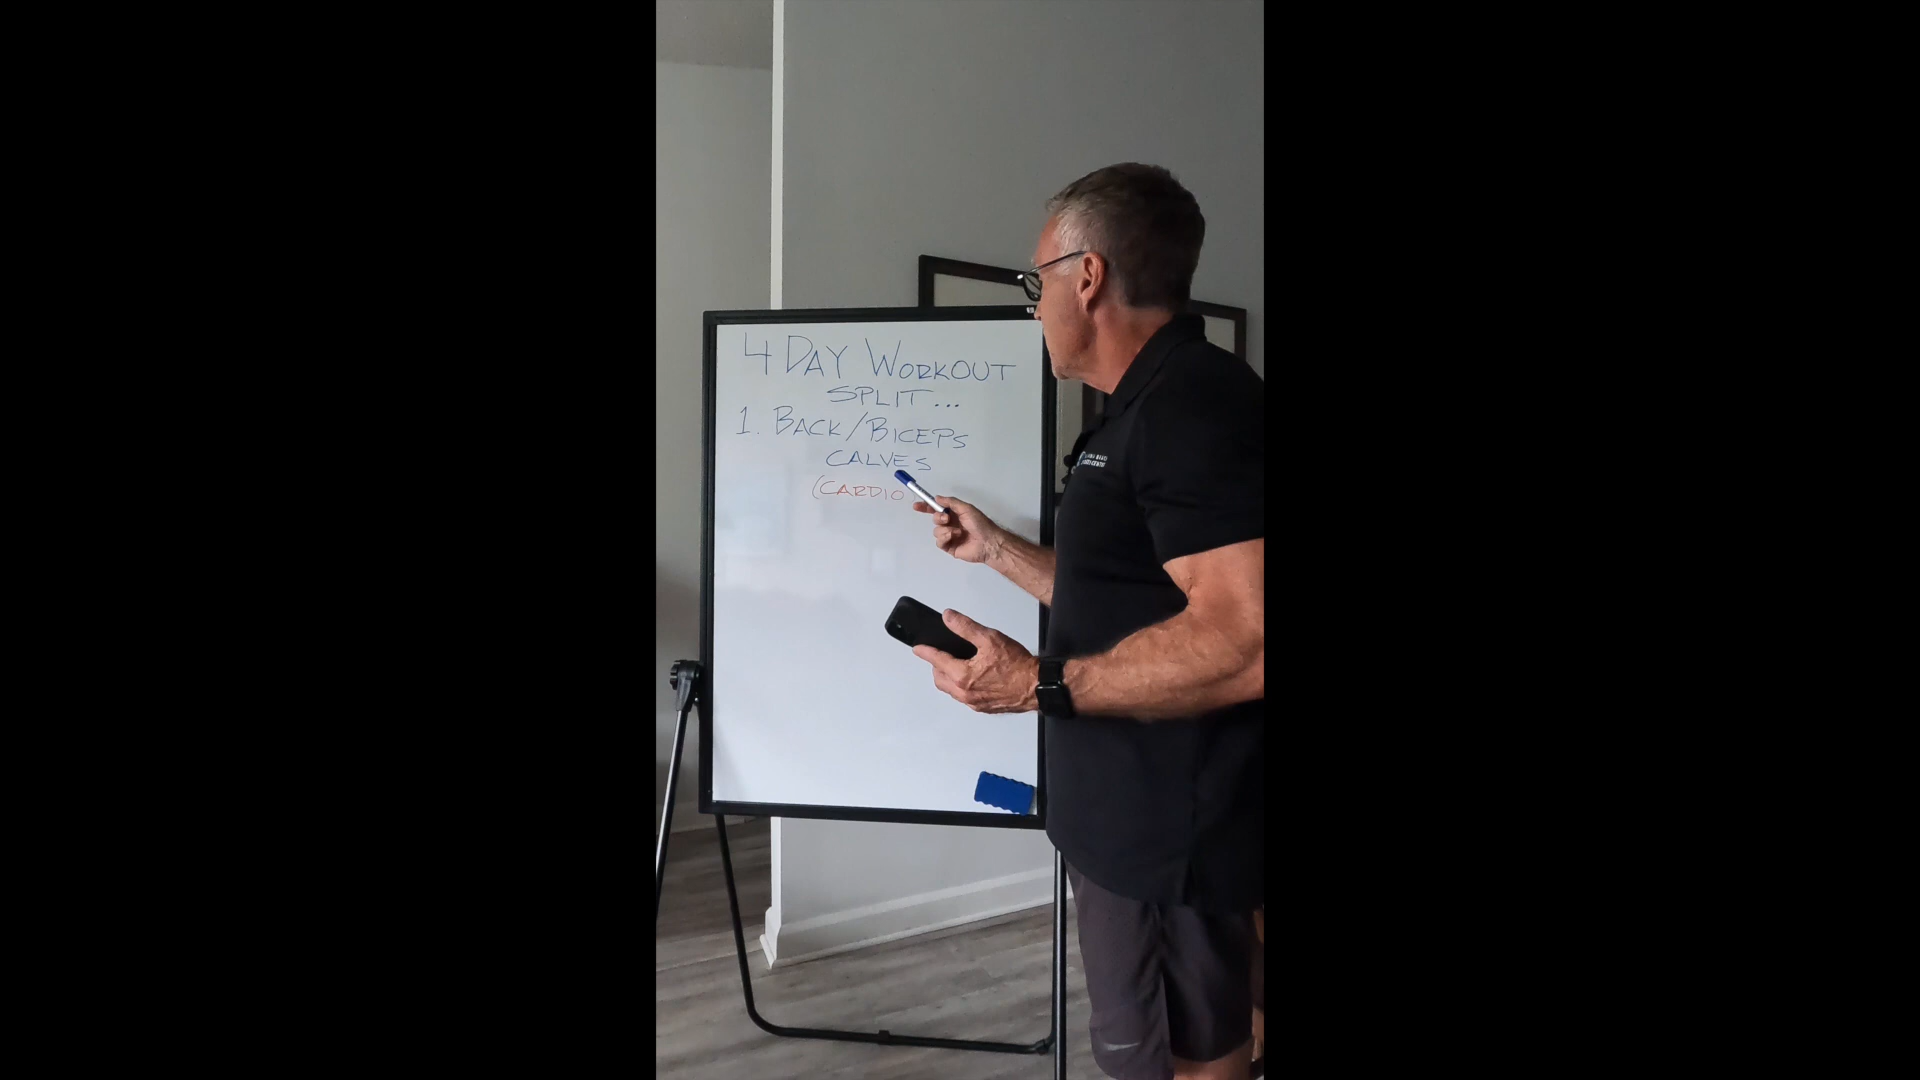 4 DAY WORKOUT
SPLIT...
1. BACK/BICEPS
CALVES
(CARDIO